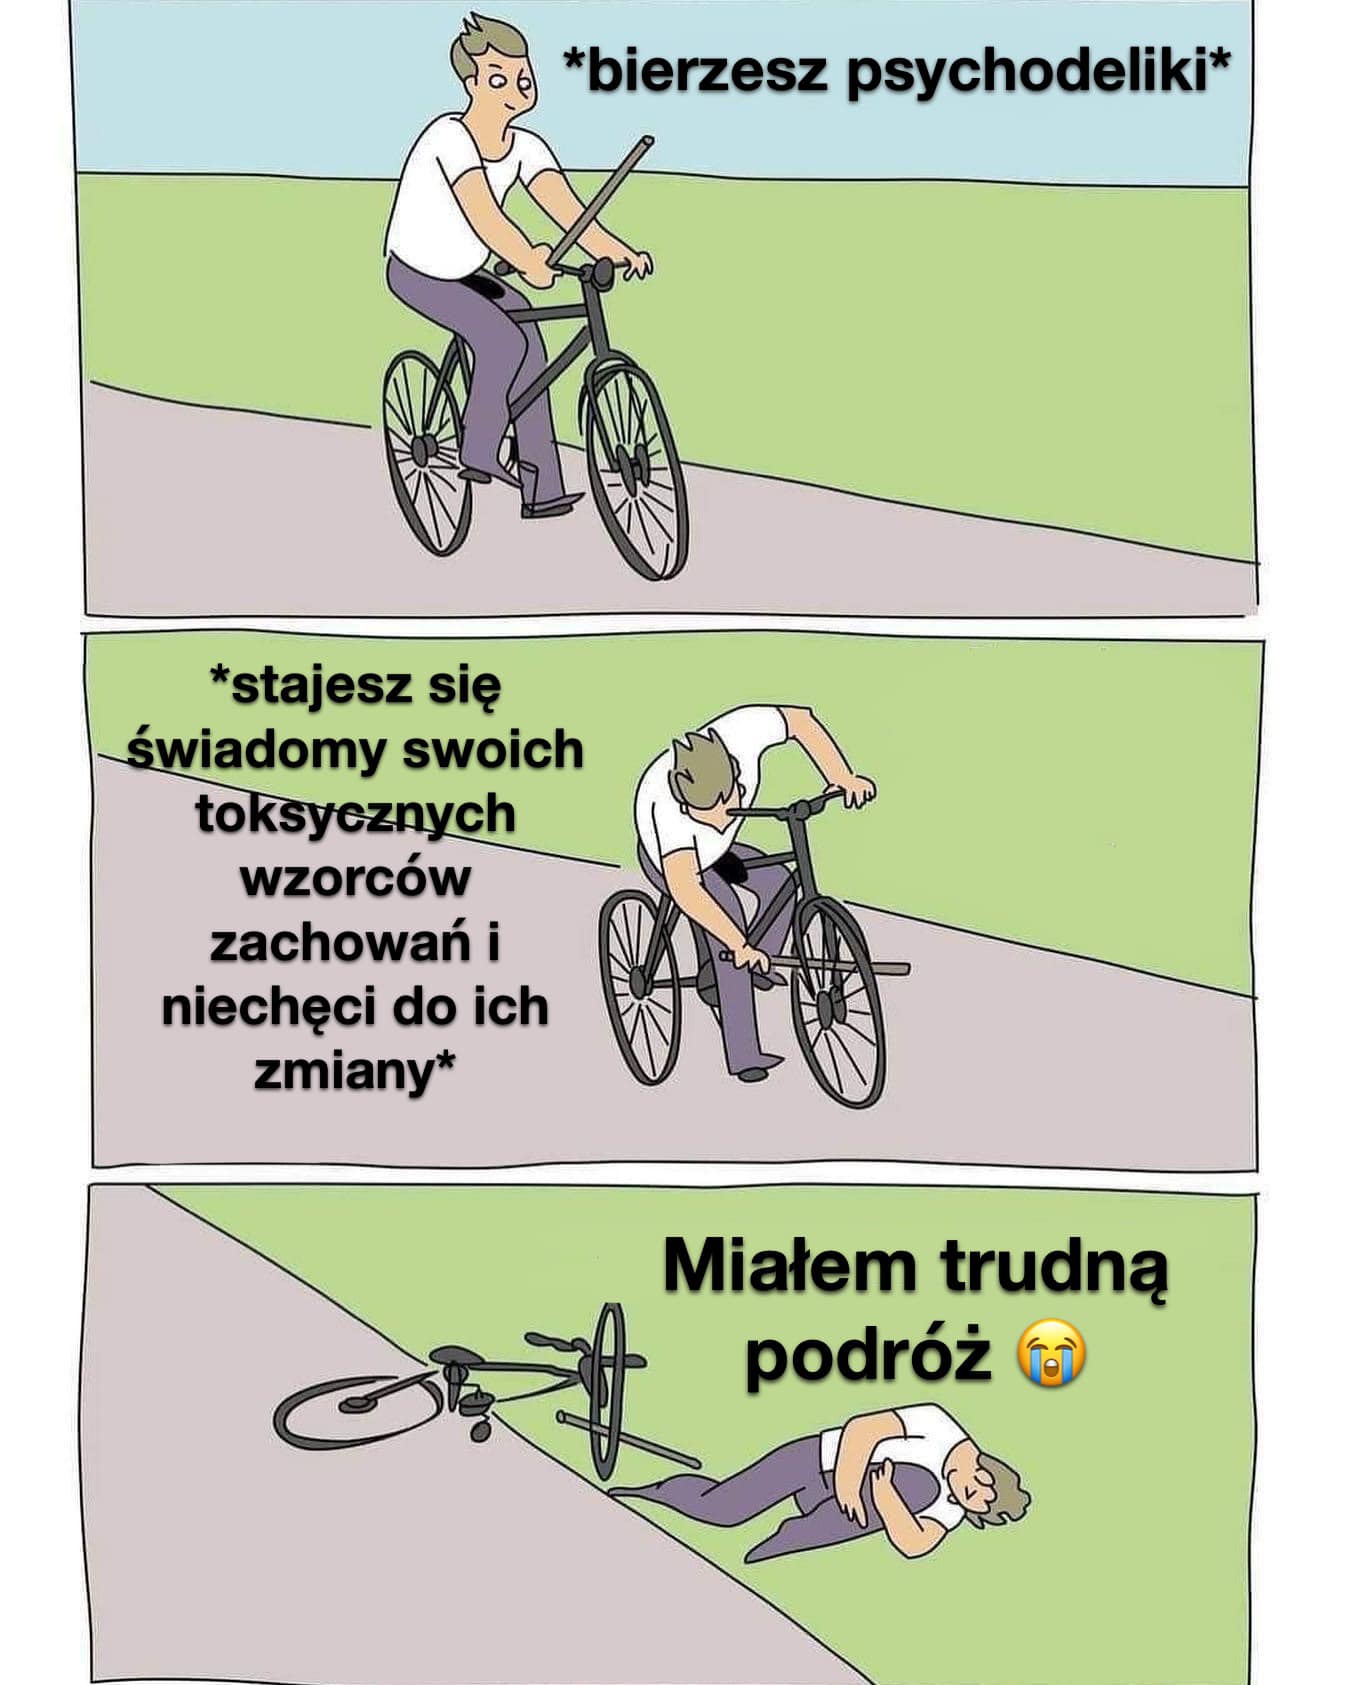 *bierzesz psychodeliki*
*stajesz się
świadomy swoich
toksycznych
wzorców
zachowań i
niechęci do ich
zmiany*
Miałem trudną
podróż 😭